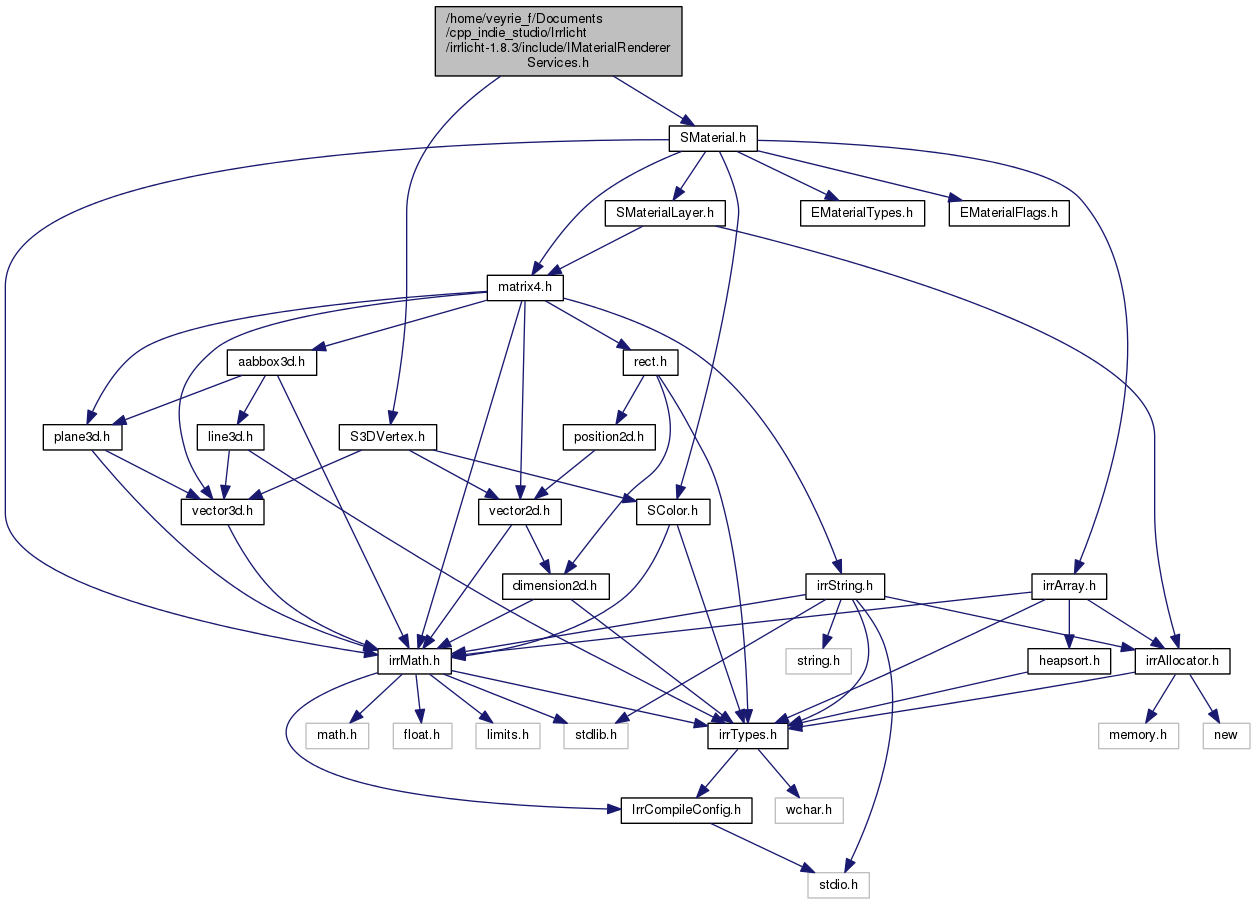 /home/veyrie_f/Documents
/cpp_indie_studio/Irrlicht
/irrlicht-1.8.3/include/IMaterialRenderer
Services.h
SMaterial.h
SMaterialLayer.h
EMaterialTypes.h
EMaterialFlags.h
matrix4.h
aabbox3d.h
rect.h
plane3d.h
line3d.h
S3DVertex.h
position2d.h
vector3d.h
vector2d.h
SColor.h
dimension2d.h
irrString.h
irrArray.h
irrMath.h
string.h
heapsort.h
irrAllocator.h
math.h
float.h
limits.h
stdlib.h
irrTypes.h
memory.h
new
IrrCompileConfig.h
wchar.h
stdio.h